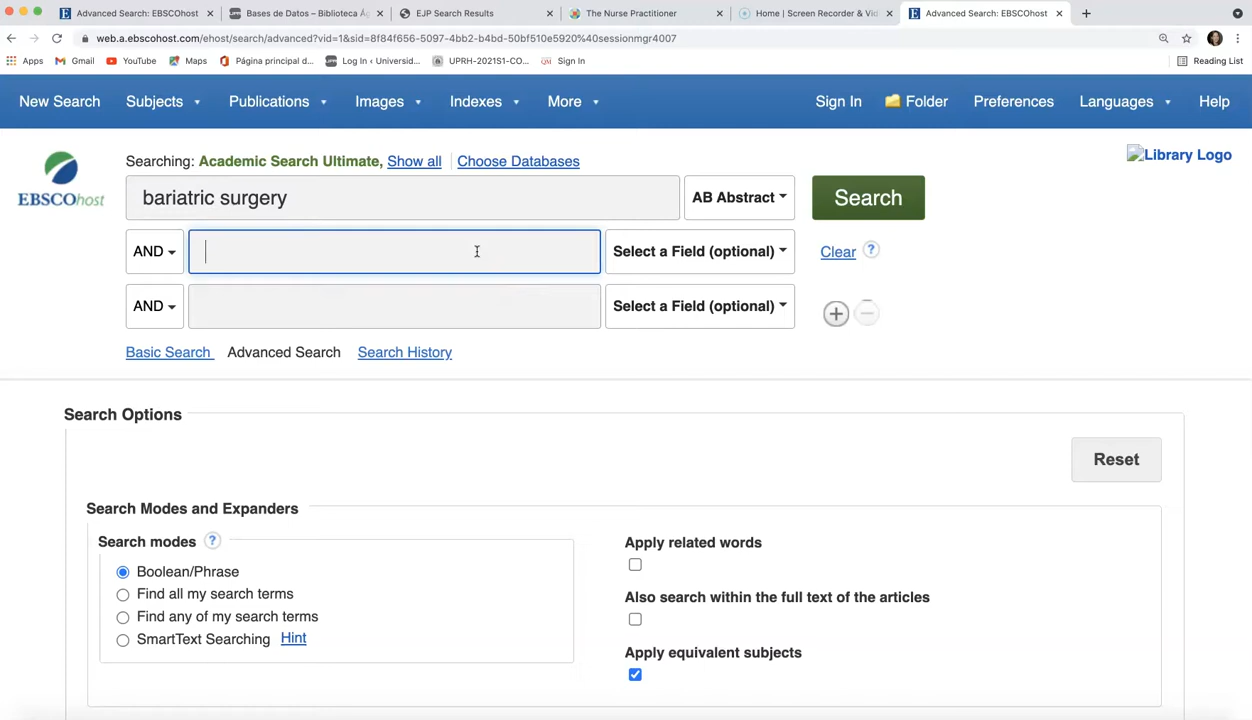 Advanced Search: EBSCOhost
Bases de Datos – Biblioteca Ág
EJP Search Results
The Nurse Practitioner
Home | Screen Recorder & Vid
Advanced Search: EBSCOhost
web.a.ebscohost.com/ehost/search/advanced?vid=1&sid=8f84f656-5097-4bb2-b4bd-50bf510e5920%40sessionmgr4007
Apps Gmail YouTube Maps Página principal d... Log In ‹ Universid... UPRH-2021S1-CO... Sign In Reading List
New Search Subjects Publications Images Indexes More Sign In Folder Preferences Languages Help
Searching: Academic Search Ultimate, Show all Choose Databases
Library Logo
EBSCOhost
bariatric surgery AB Abstract Search
AND Select a Field (optional) Clear ?
AND Select a Field (optional)
Basic Search Advanced Search Search History
Search Options
Reset
Search Modes and Expanders
Search modes ?
Boolean/Phrase
Find all my search terms
Find any of my search terms
SmartText Searching Hint
Apply related words
Also search within the full text of the articles
Apply equivalent subjects